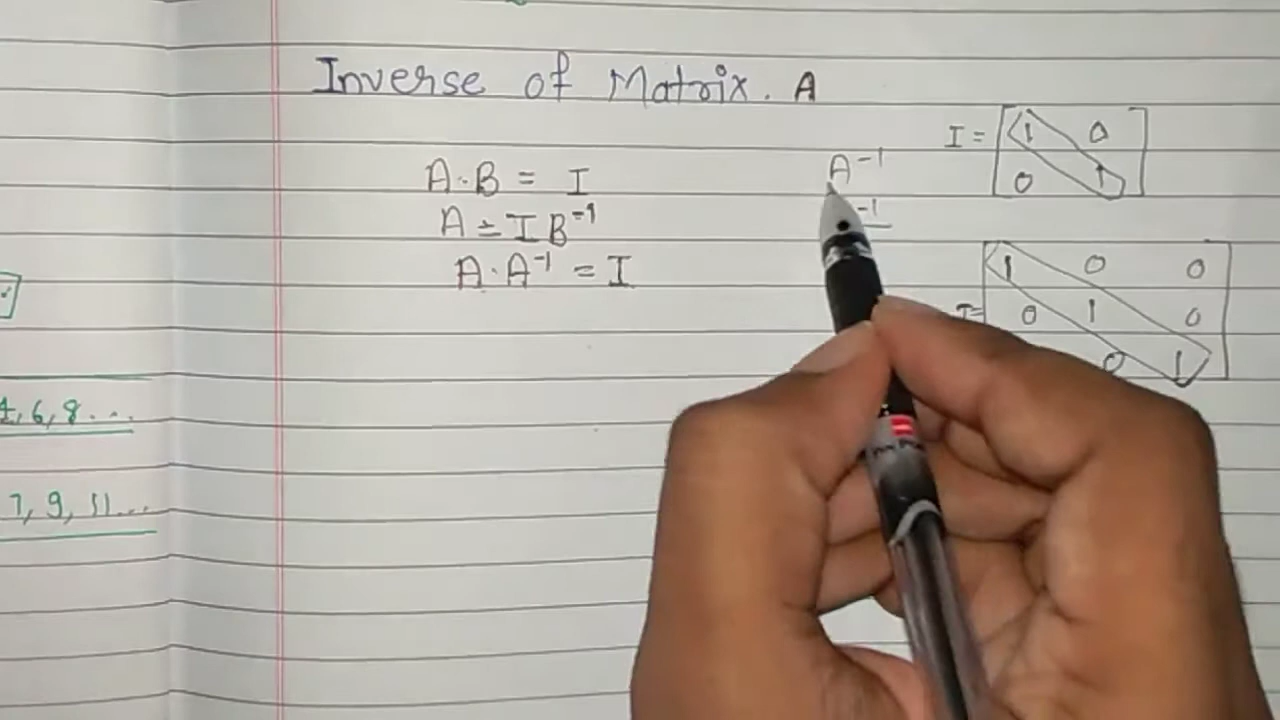 Inverse of Matrix. A
A·B = I
A = I B⁻¹
A·A⁻¹ = I
A⁻¹
⁻¹
I = [1 0
0 1]
I = [1 0 0
0 1 0
0 1]
4, 6, 8...
7, 9, 11...